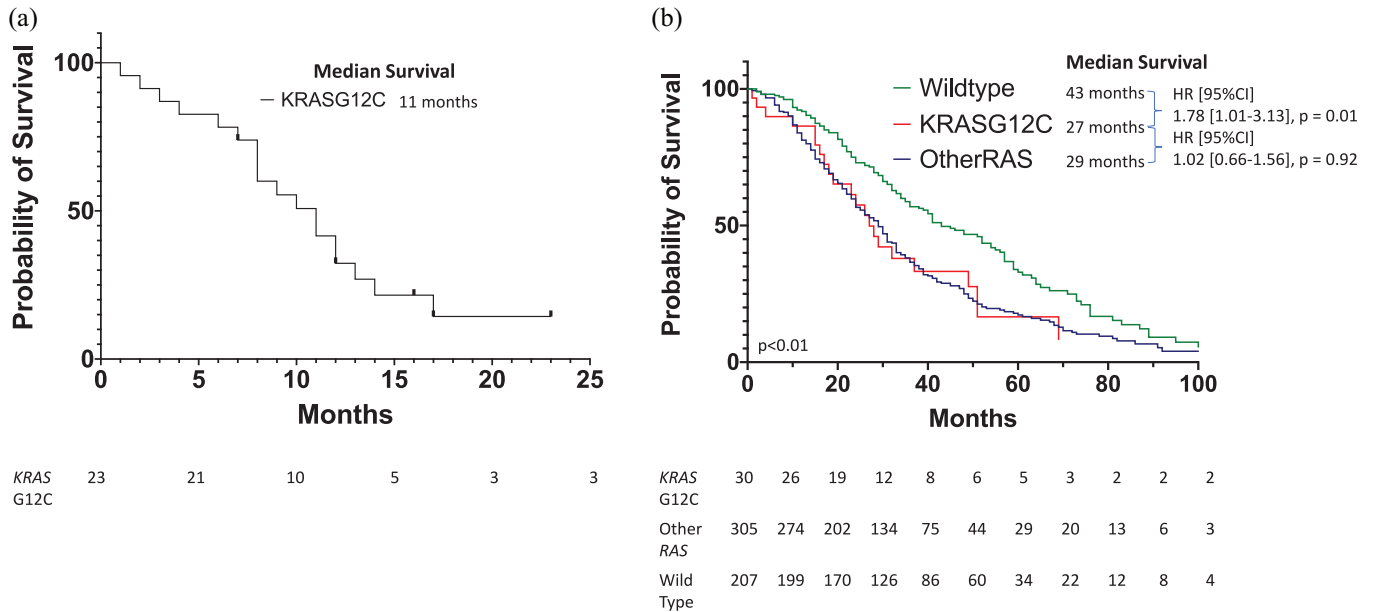 (a)
Probability of Survival
100
50
0
Median Survival
KRASG12C 11 months
0 5 10 15 20 25
Months
KRAS 23 21 10 5 3 3
G12C
(b)
Probability of Survival
100
50
0
Median Survival
Wildtype 43 months HR [95%CI]
1.78 [1.01-3.13], p = 0.01
KRASG12C 27 months
HR [95%CI]
OtherRAS 29 months 1.02 [0.66-1.56], p = 0.92
p<0.01
0 20 40 60 80 100
Months
KRAS 30 26 19 12 8 6 5 3 2 2 2
G12C
Other 305 274 202 134 75 44 29 20 13 6 3
RAS
Wild 207 199 170 126 86 60 34 22 12 8 4
Type